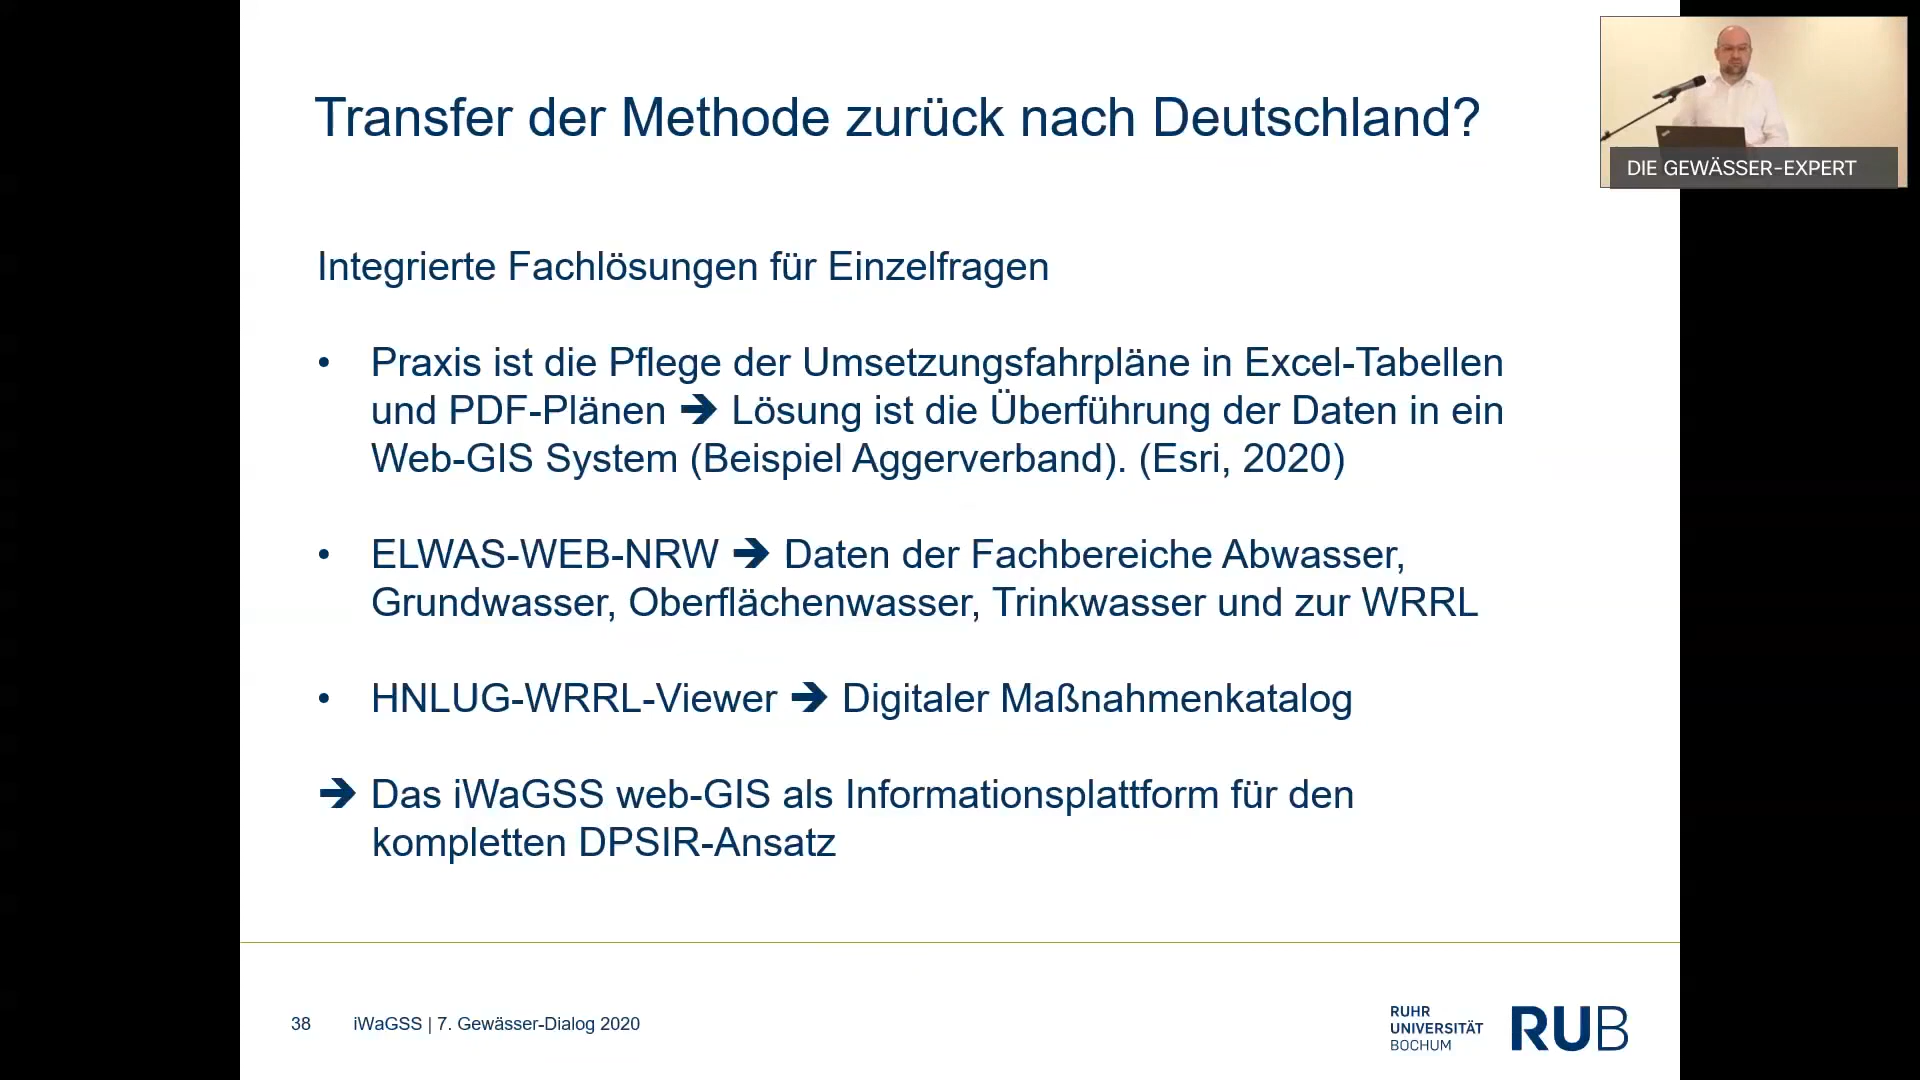 Transfer der Methode zurück nach Deutschland?
DIE GEWÄSSER-EXPERT
Integrierte Fachlösungen für Einzelfragen
• Praxis ist die Pflege der Umsetzungsfahrpläne in Excel-Tabellen
und PDF-Plänen ➔ Lösung ist die Überführung der Daten in ein
Web-GIS System (Beispiel Aggerverband). (Esri, 2020)
• ELWAS-WEB-NRW ➔ Daten der Fachbereiche Abwasser,
Grundwasser, Oberflächenwasser, Trinkwasser und zur WRRL
• HNLUG-WRRL-Viewer ➔ Digitaler Maßnahmenkatalog
➔ Das iWaGSS web-GIS als Informationsplattform für den
kompletten DPSIR-Ansatz
38 iWaGSS | 7. Gewässer-Dialog 2020
RUHR
UNIVERSITÄT
BOCHUM
RUB